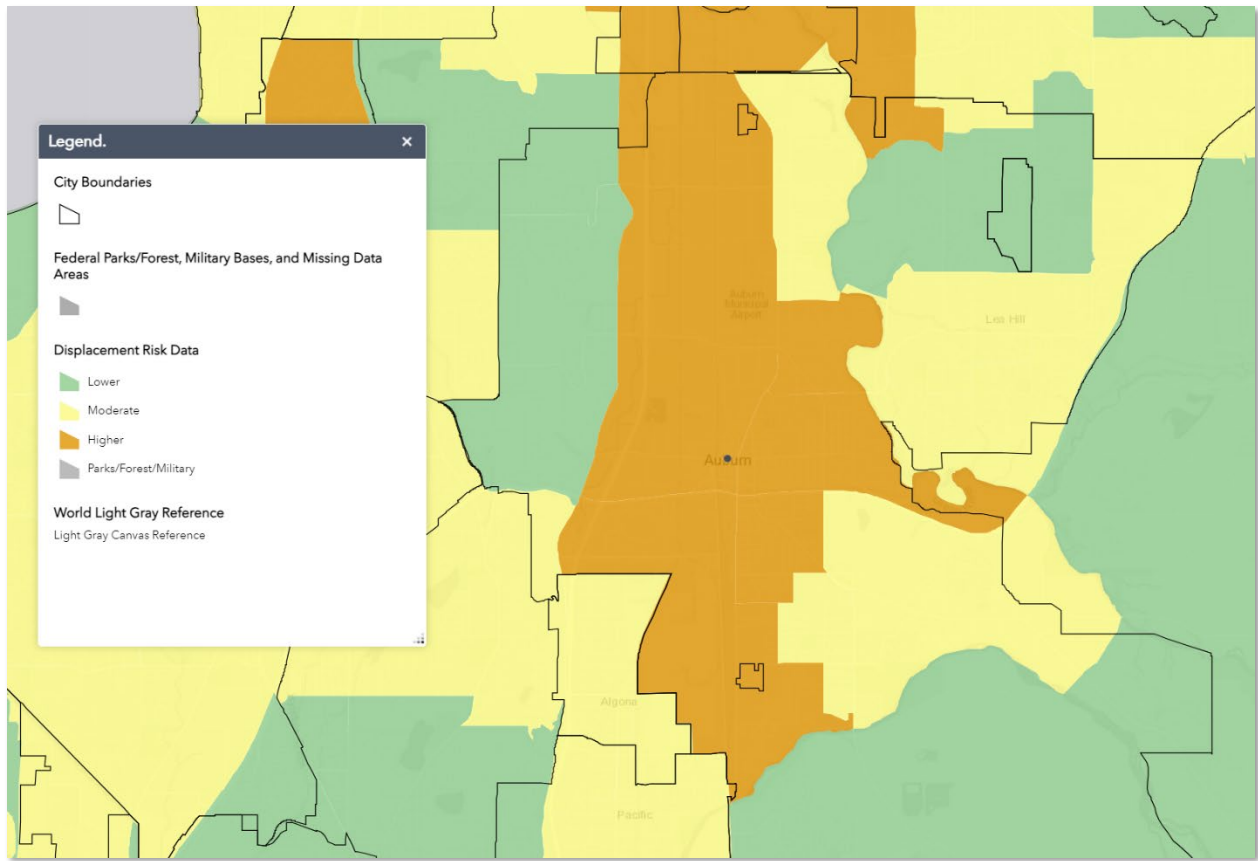 Legend.
×
City Boundaries
Federal Parks/Forest, Military Bases, and Missing Data
Areas
Displacement Risk Data
Lower
Moderate
Higher
Parks/Forest/Military
World Light Gray Reference
Light Gray Canvas Reference
Auburn
Municipal
Airport
Lea Hill
Auburn
Algona
Pacific